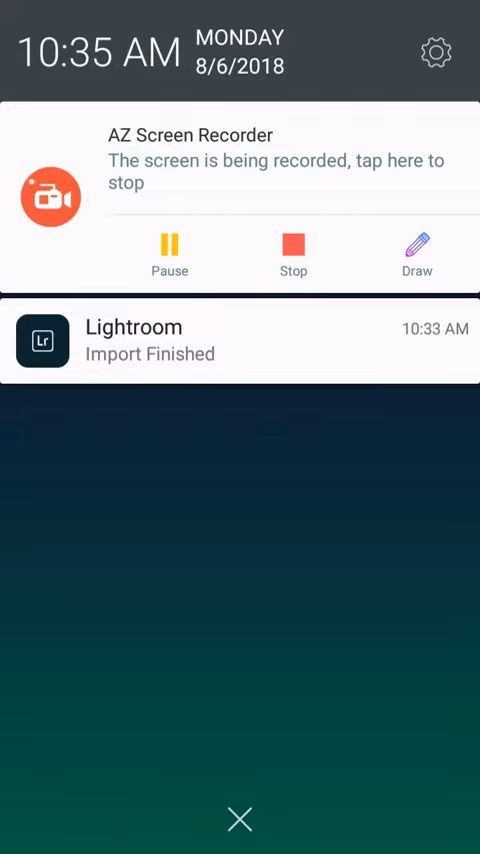 10:35 AM
MONDAY
8/6/2018
AZ Screen Recorder
The screen is being recorded, tap here to
stop
Pause
Stop
Draw
Lr
Lightroom
10:33 AM
Import Finished